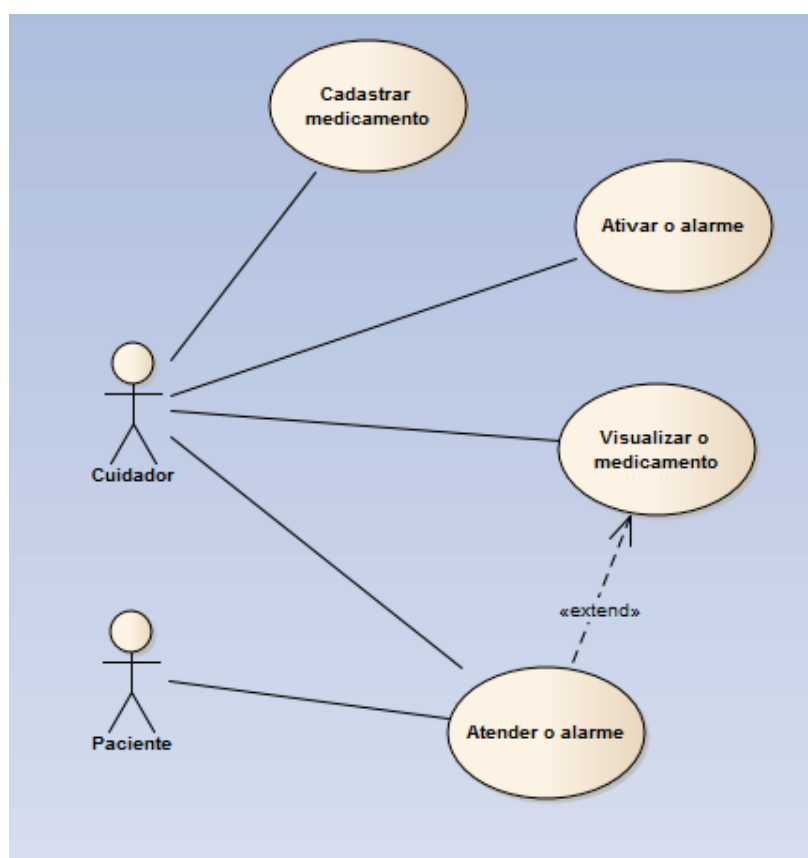 Cadastrar
medicamento
Ativar o alarme
Visualizar o
medicamento
Cuidador
«extend»
Atender o alarme
Paciente